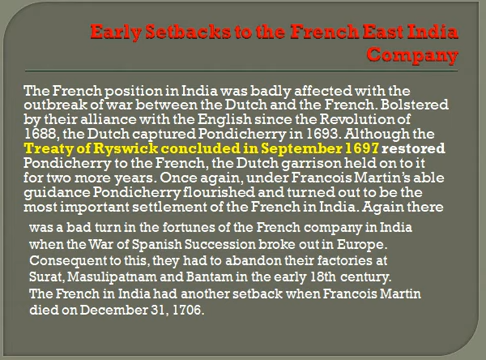 Early Setbacks to the French East India
Company
The French position in India was badly affected with the
outbreak of war between the Dutch and the French. Bolstered
by their alliance with the English since the Revolution of
1688, the Dutch captured Pondicherry in 1693. Although the
Treaty of Ryswick concluded in September 1697 restored
Pondicherry to the French, the Dutch garrison held on to it
for two more years. Once again, under Francois Martin’s able
guidance Pondicherry flourished and turned out to be the
most important settlement of the French in India. Again there
was a bad turn in the fortunes of the French company in India
when the War of Spanish Succession broke out in Europe.
Consequent to this, they had to abandon their factories at
Surat, Masulipatnam and Bantam in the early 18th century.
The French in India had another setback when Francois Martin
died on December 31, 1706.